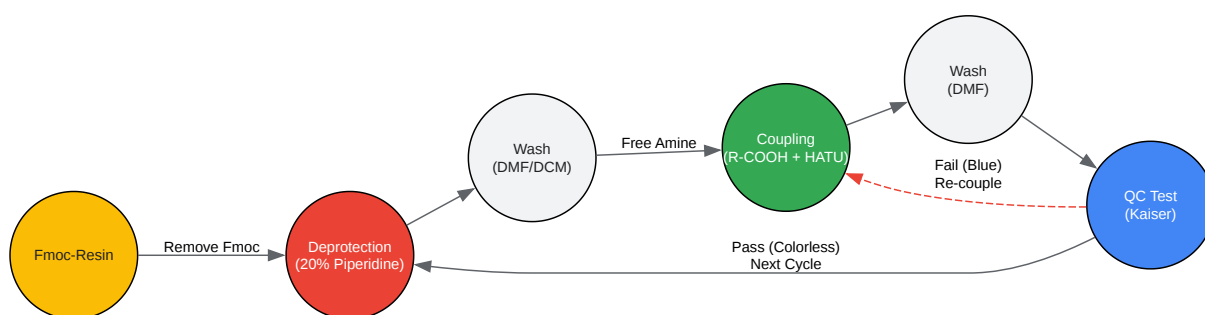 Fmoc-Resin
Remove Fmoc
Deprotection
(20% Piperidine)
Wash
(DMF/DCM)
Free Amine
Coupling
(R-COOH + HATU)
Wash
(DMF)
Fail (Blue)
Re-couple
QC Test
(Kaiser)
Pass (Colorless)
Next Cycle